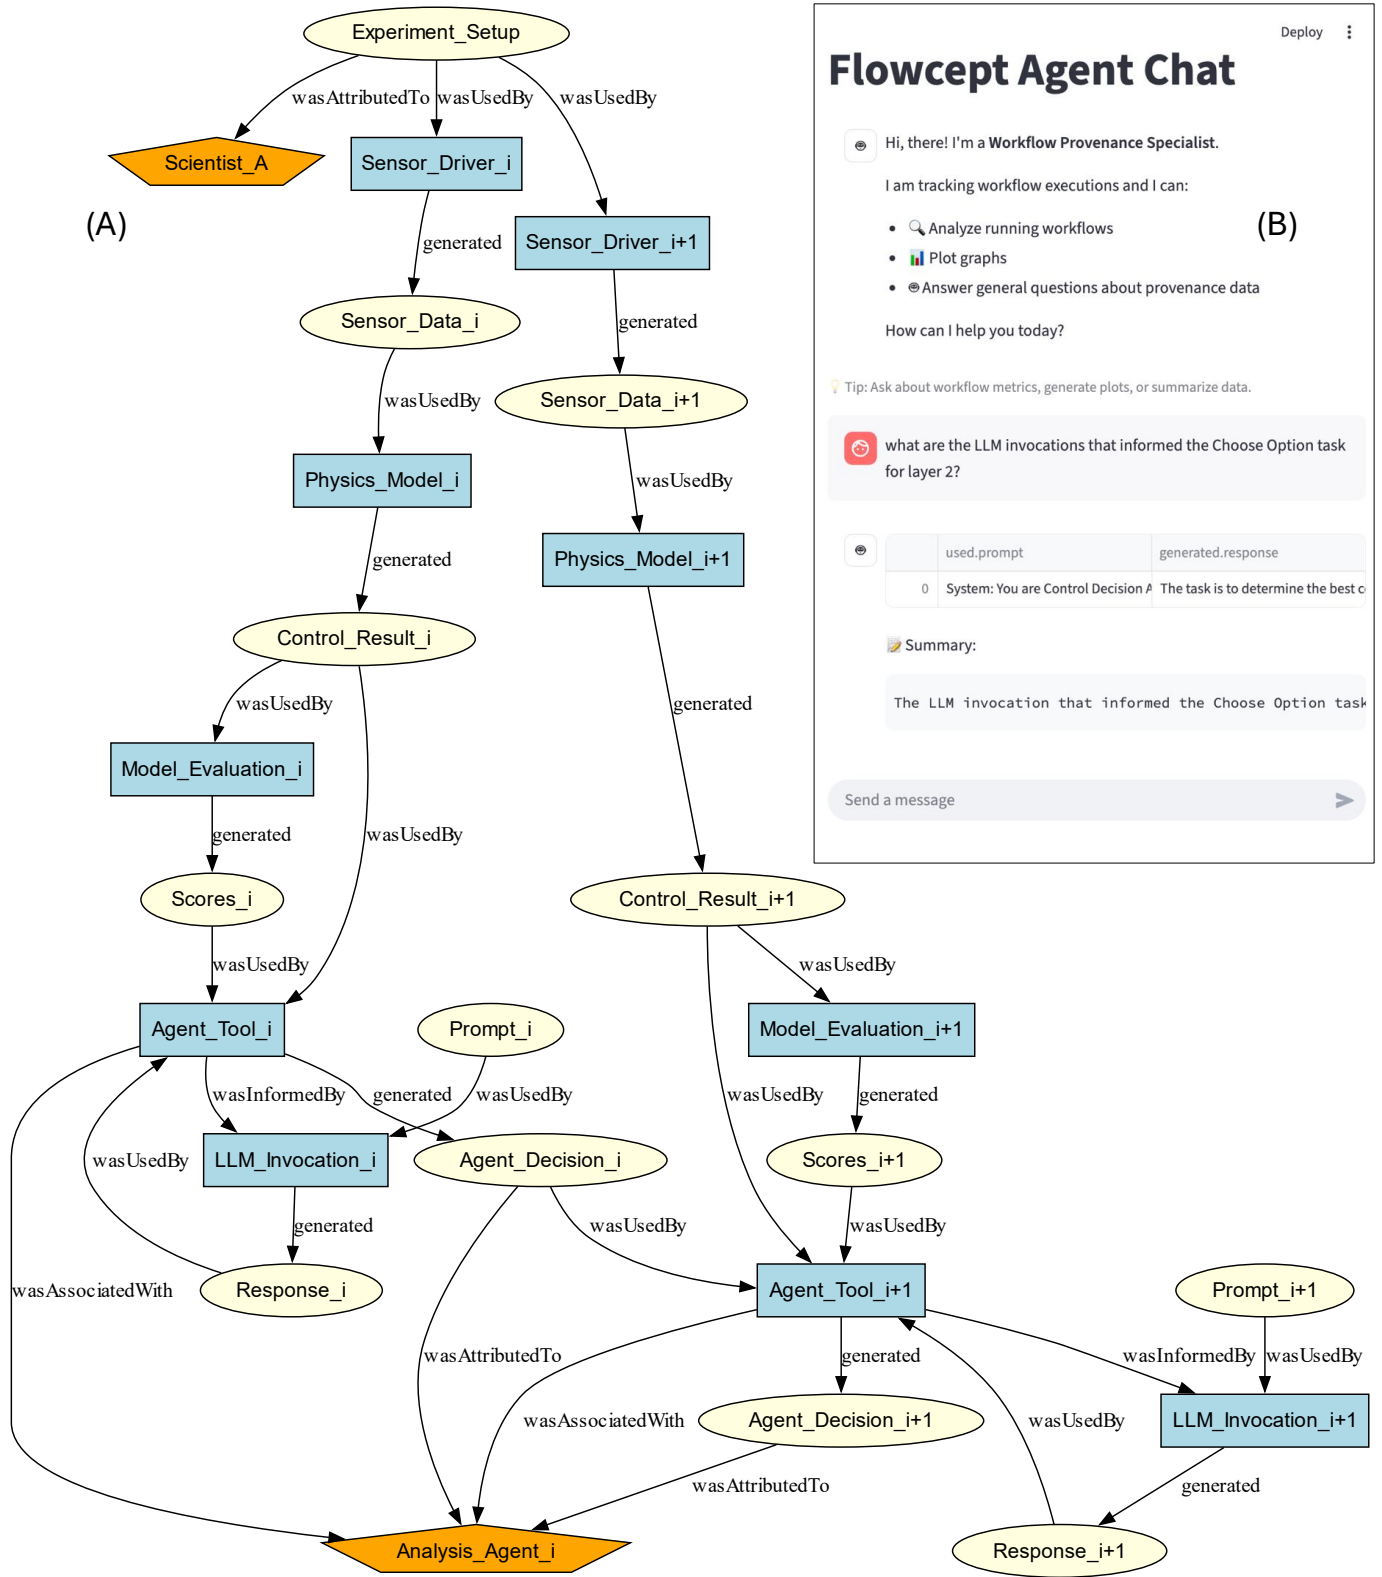 Experiment_Setup
wasAttributedTo
wasUsedBy
wasUsedBy
Scientist_A
Sensor_Driver_i
(A)
generated
Sensor_Driver_i+1
Sensor_Data_i
generated
wasUsedBy
Sensor_Data_i+1
Physics_Model_i
wasUsedBy
generated
Physics_Model_i+1
Control_Result_i
wasUsedBy
generated
Model_Evaluation_i
generated
wasUsedBy
Scores_i
Control_Result_i+1
wasUsedBy
wasUsedBy
Agent_Tool_i
Prompt_i
Model_Evaluation_i+1
wasInformedBy
generated
wasUsedBy
wasUsedBy
generated
wasUsedBy
LLM_Invocation_i
Agent_Decision_i
Scores_i+1
generated
wasUsedBy
wasUsedBy
wasAssociatedWith
Response_i
Agent_Tool_i+1
Prompt_i+1
wasAttributedTo
generated
wasInformedBy
wasUsedBy
wasAssociatedWith
Agent_Decision_i+1
wasUsedBy
LLM_Invocation_i+1
wasAttributedTo
generated
Analysis_Agent_i
Response_i+1
Deploy
Flowcept Agent Chat
Hi, there! I'm a Workflow Provenance Specialist.
I am tracking workflow executions and I can:
(B)
Analyze running workflows
Plot graphs
Answer general questions about provenance data
How can I help you today?
Tip: Ask about workflow metrics, generate plots, or summarize data.
what are the LLM invocations that informed the Choose Option task
for layer 2?
used.prompt
generated.response
0
System: You are Control Decision A
The task is to determine the best c
Summary:
The LLM invocation that informed the Choose Option task
Send a message